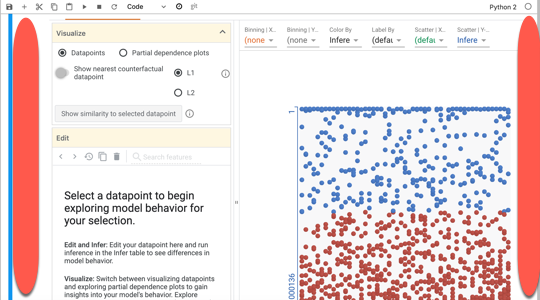 Code
git
Python 2
Visualize
Datapoints
Partial dependence plots
Show nearest counterfactual
datapoint
L1
L2
Show similarity to selected datapoint
Edit
Search features
Select a datapoint to begin
exploring model behavior for
your selection.
Edit and Infer: Edit your datapoint here and run
inference in the Infer table to see differences in
model behavior.
Visualize: Switch between visualizing datapoints
and exploring partial dependence plots to gain
insights into your model's behavior. Explore
Binning | X...
Binning | Y...
Color By
Label By
Scatter | X...
Scatter | Y...
(none
(none
Infere
(defau
(defau
Infere
1
000136